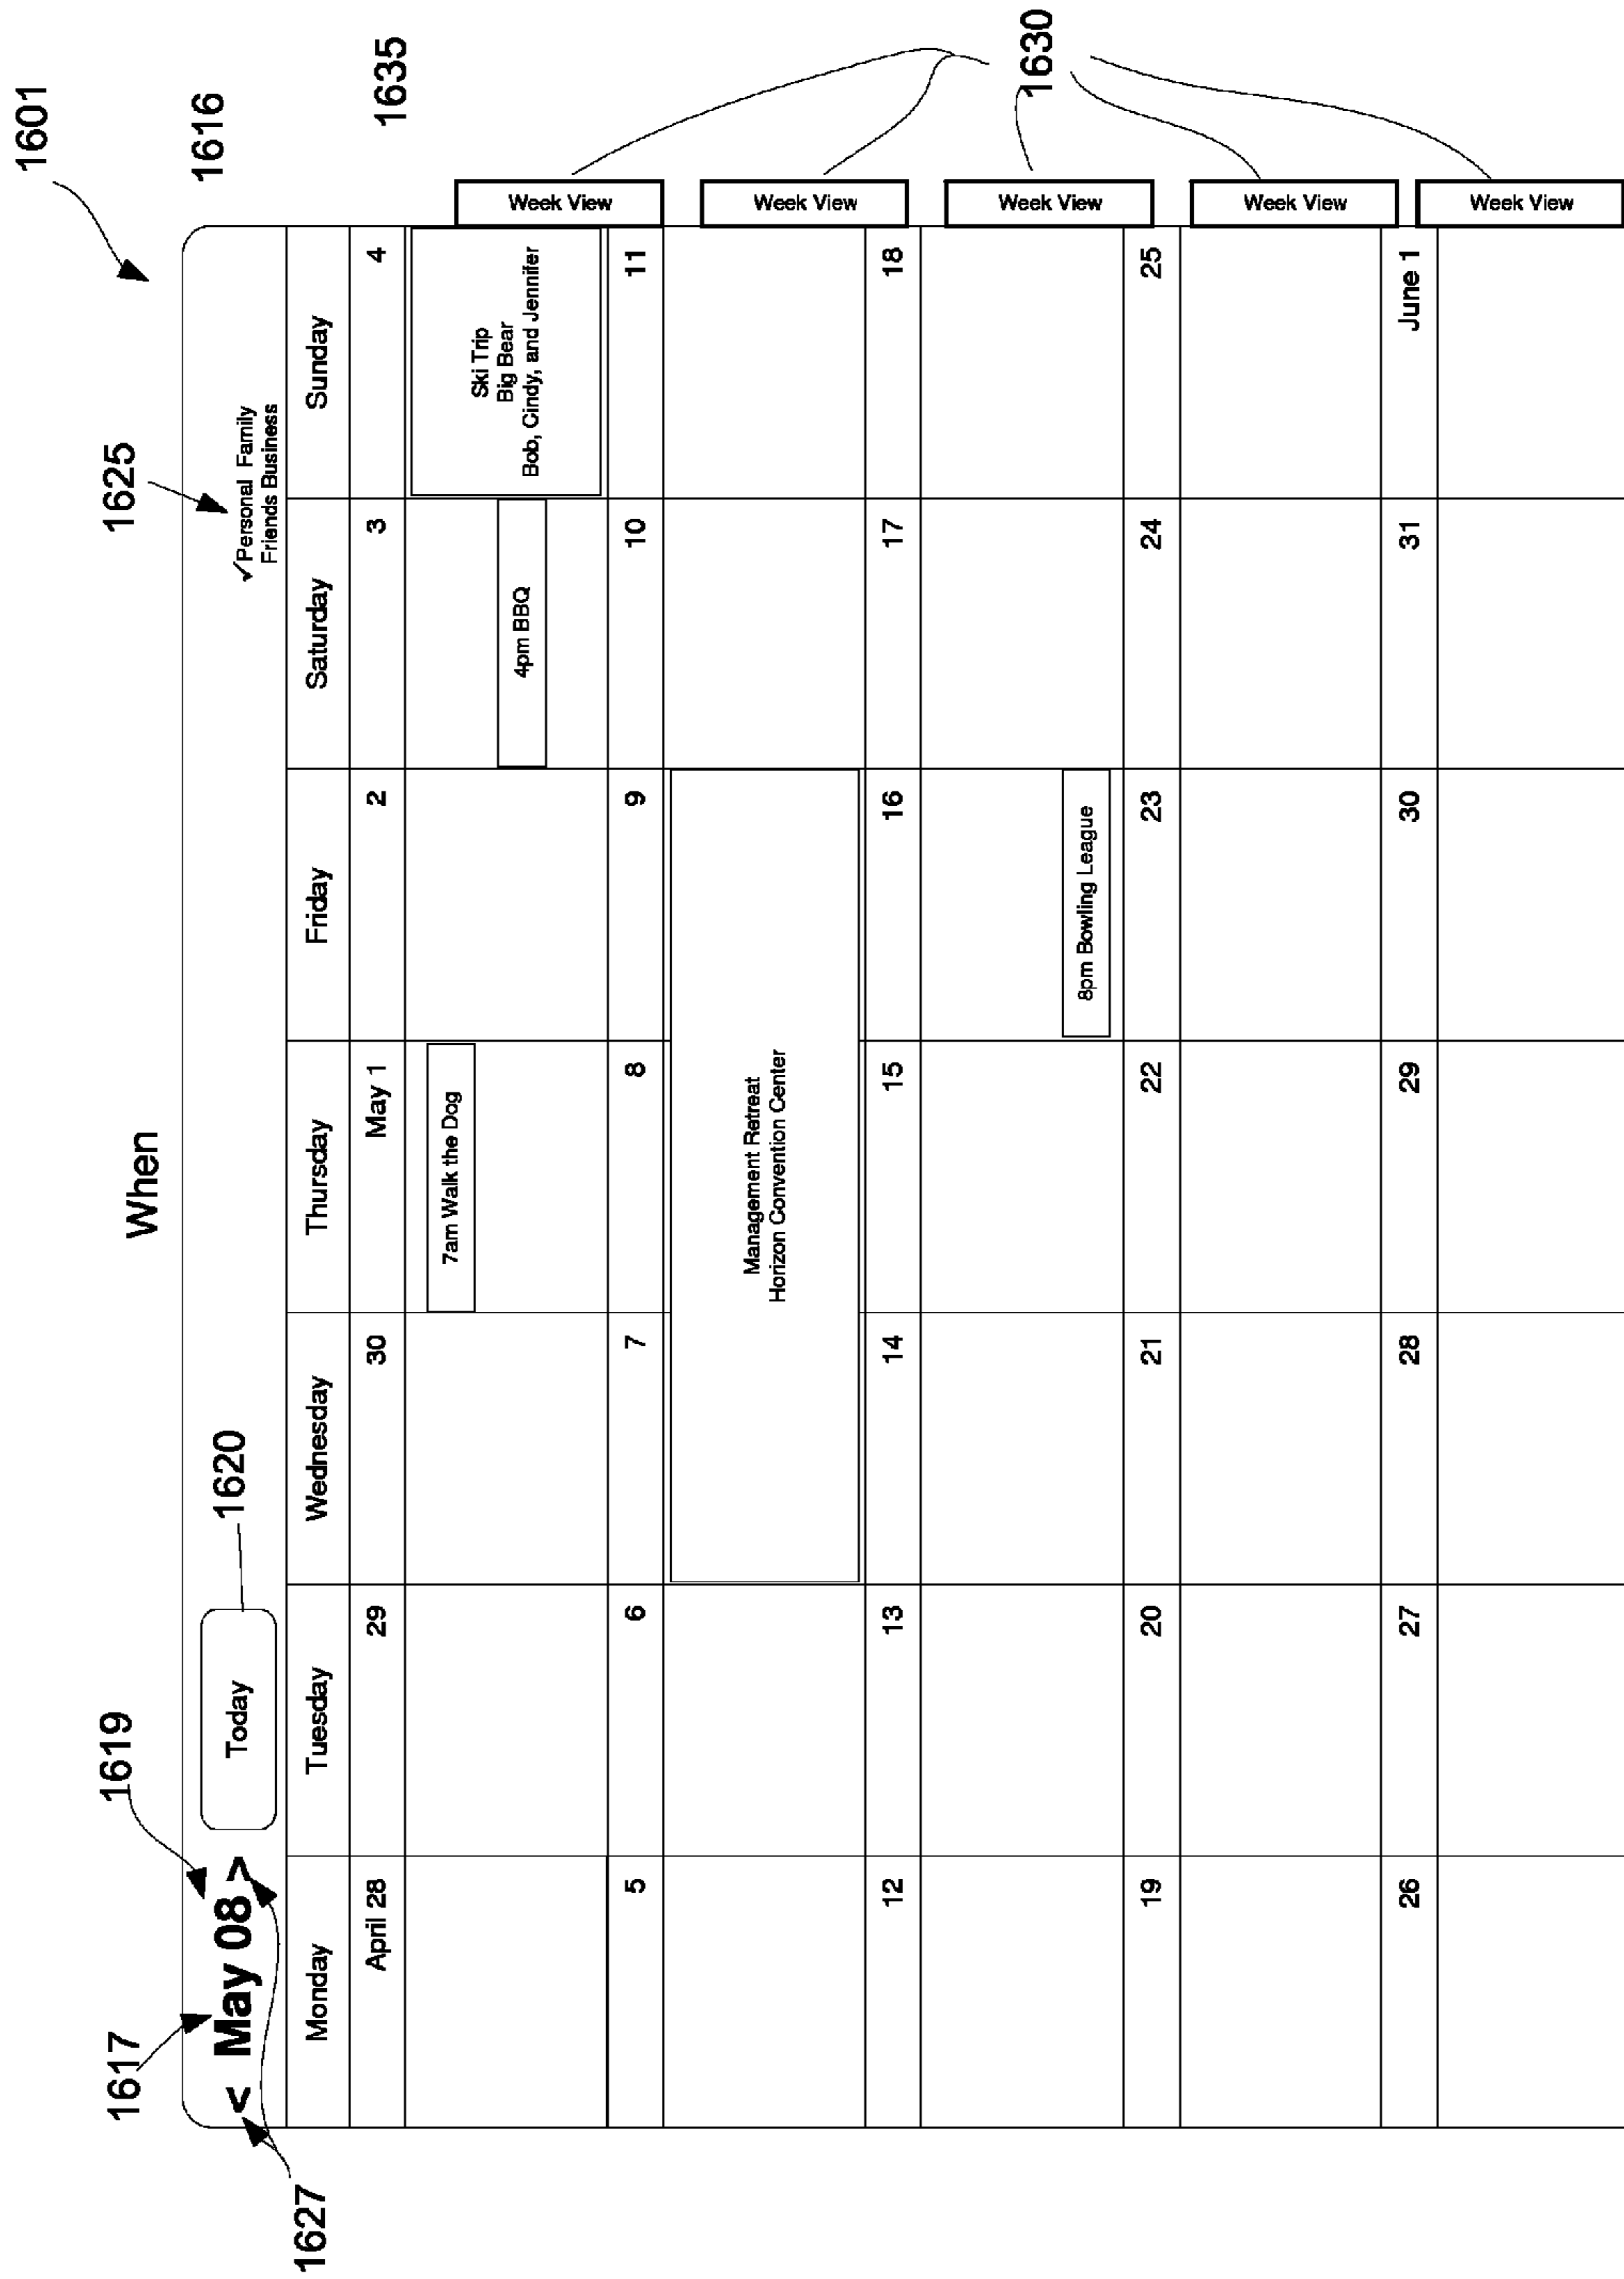 1601
1616
1635
When
1617
1619
1620
1625
1627
< May 08 >
Today
✓Personal Family
Friends Business
Monday Tuesday Wednesday Thursday Friday Saturday Sunday
April 28 29 30 May 1 2 3 4
7am Walk the Dog
4pm BBQ
Ski Trip
Big Bear
Bob, Cindy, and Jennifer
Week View
5 6 7 8 9 10 11
Management Retreat
Horizon Convention Center
Week View
12 13 14 15 16 17 18
8pm Bowling League
Week View
1630
19 20 21 22 23 24 25
Week View
26 27 28 29 30 31 June 1
Week View